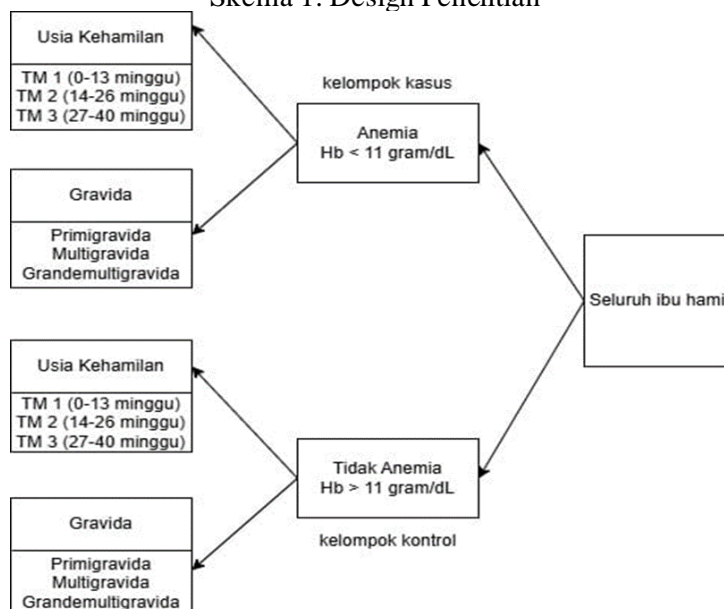 Skema 1. Design Penelitian
Usia Kehamilan
TM 1 (0-13 minggu)
TM 2 (14-26 minggu)
TM 3 (27-40 minggu)
Gravida
Primigravida
Multigravida
Grandemultigravida
kelompok kasus
Anemia
Hb < 11 gram/dL
Seluruh ibu hami
Usia Kehamilan
TM 1 (0-13 minggu)
TM 2 (14-26 minggu)
TM 3 (27-40 minggu)
Gravida
Primigravida
Multigravida
Grandemultigravida
Tidak Anemia
Hb > 11 gram/dL
kelompok kontrol